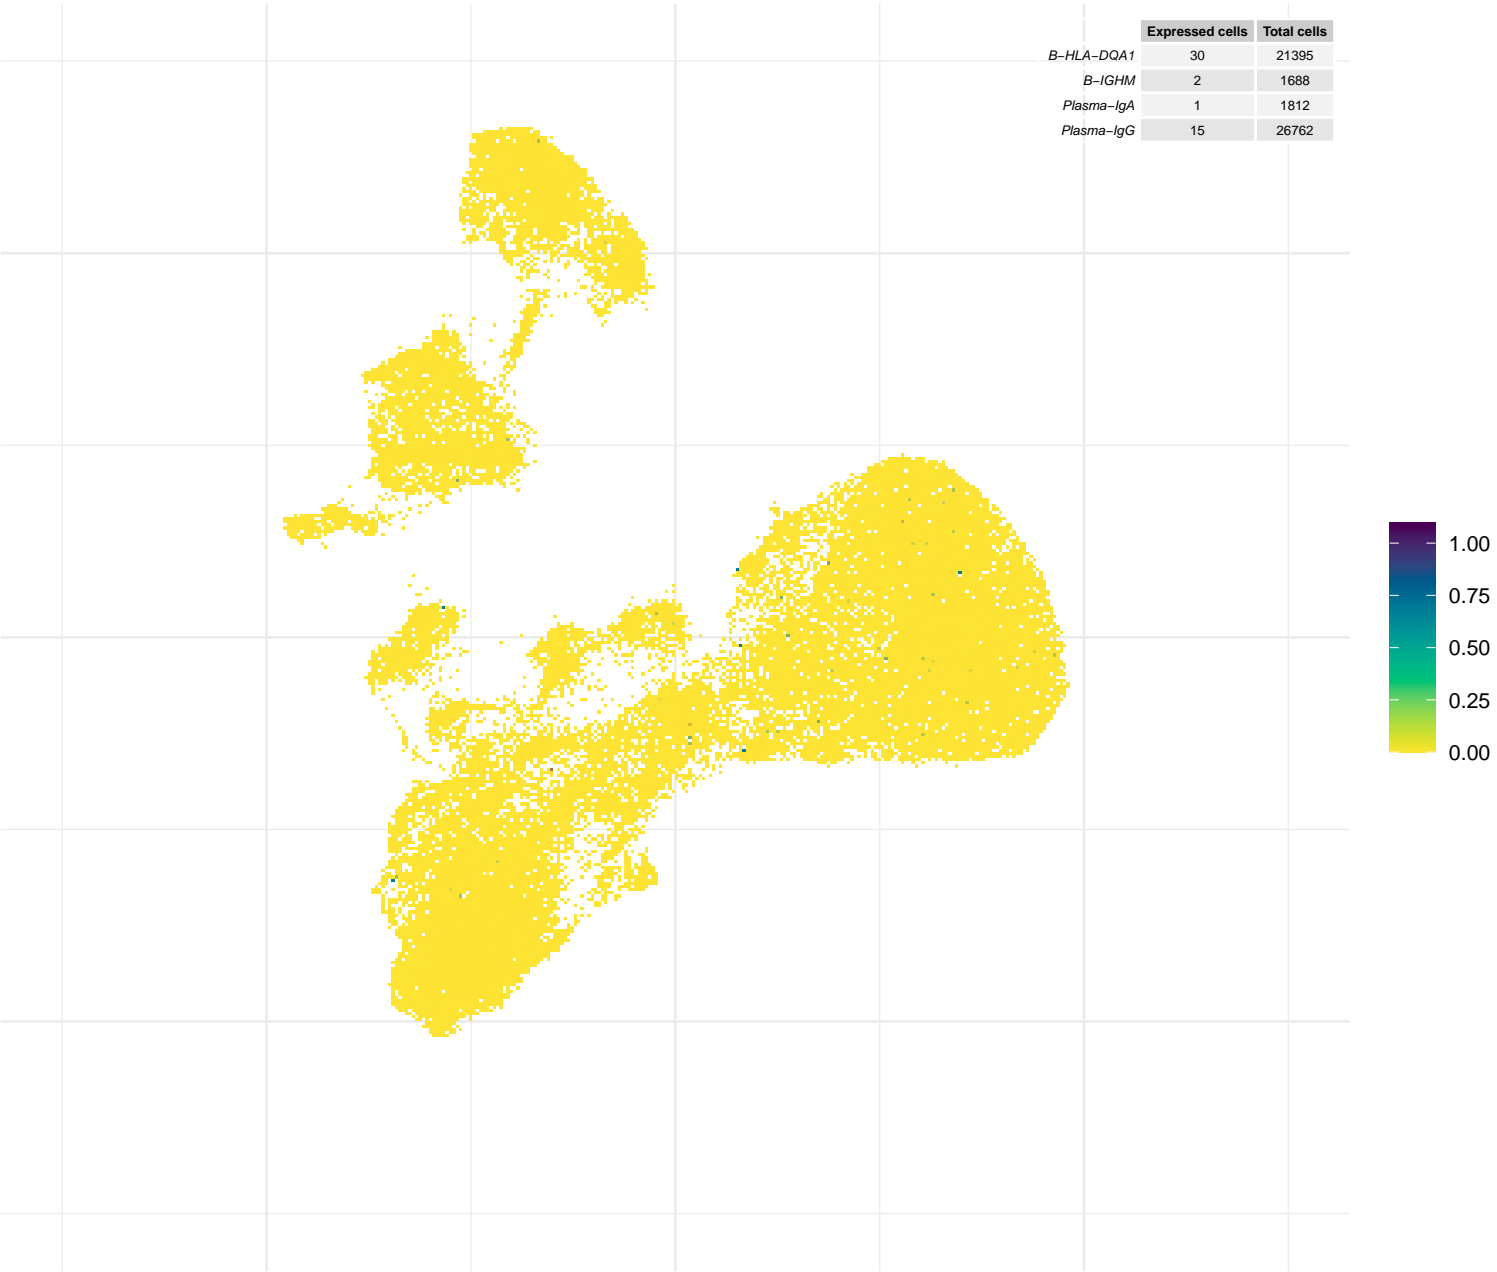 Expressed cells Total cells
B−HLA−DQA1 30 21395
B−IGHM 2 1688
Plasma−IgA 1 1812
Plasma−IgG 15 26762
1.00
0.75
0.50
0.25
0.00